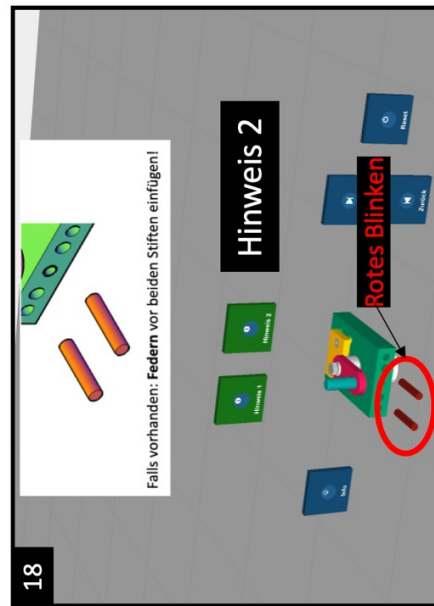 18
Falls vorhanden: Federn vor beiden Stiften einfügen!
Hinweis 2
Hinweis 1
Hinweis 2
Info
Zurück
Reset
Rotes Blinken